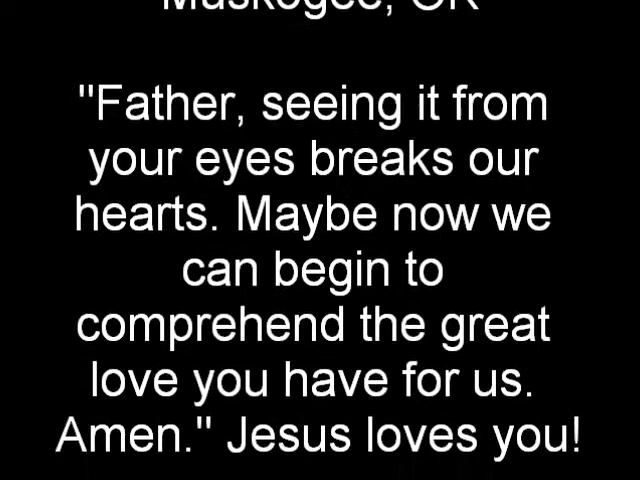 Muskogee, OK
"Father, seeing it from
your eyes breaks our
hearts. Maybe now we
can begin to
comprehend the great
love you have for us.
Amen." Jesus loves you!